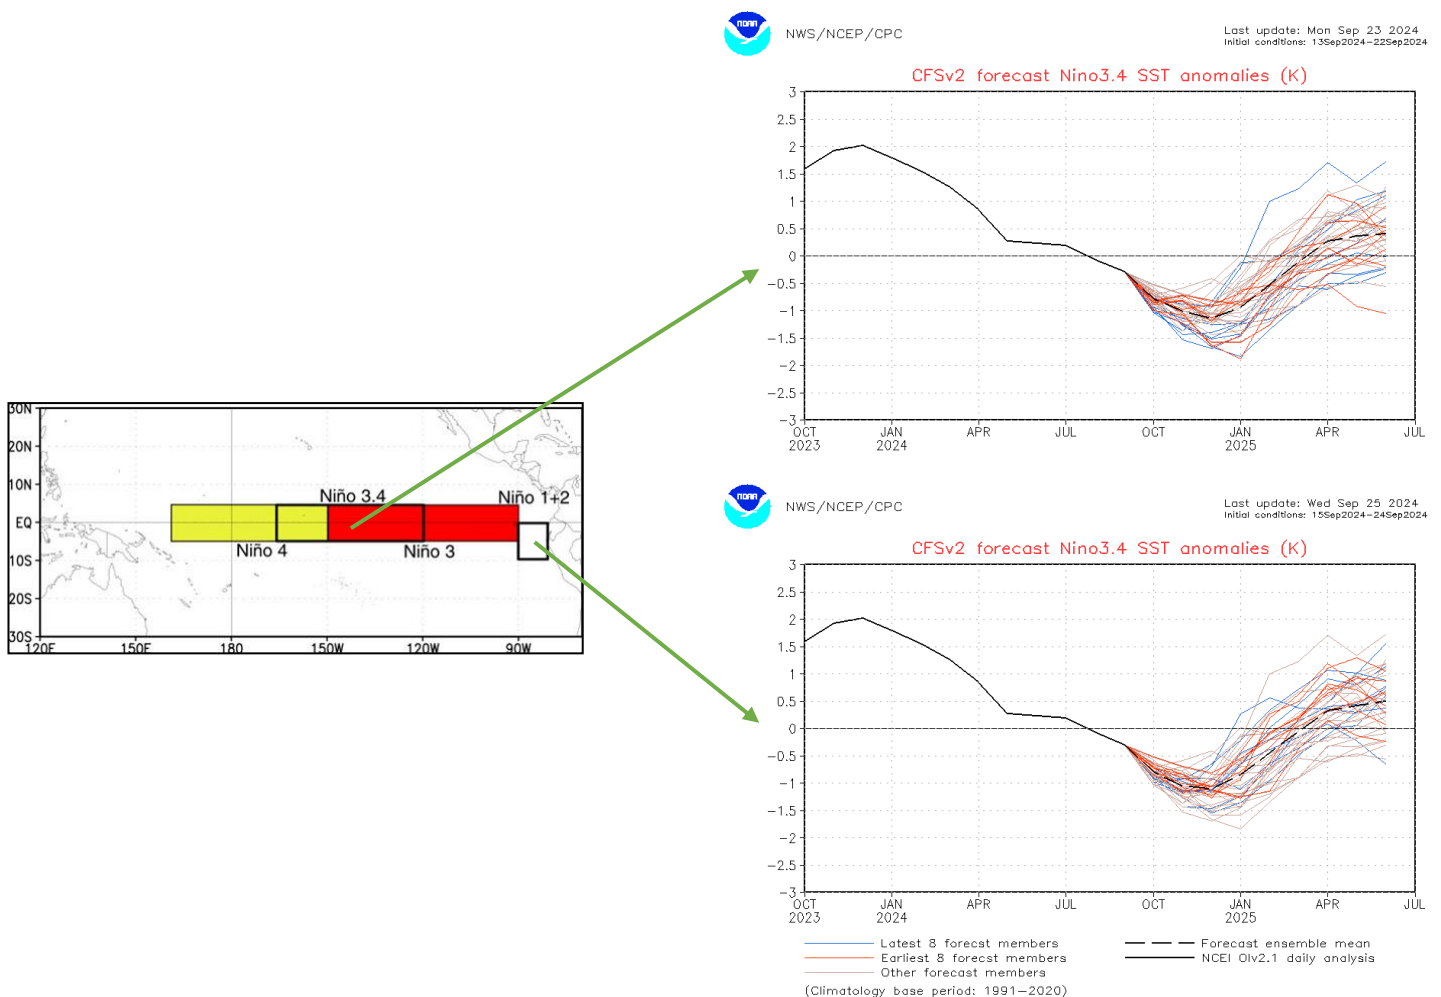 NOAA
NWS/NCEP/CPC
Last update: Mon Sep 23 2024
Initial conditions: 13Sep2024-22Sep2024
CFSv2 forecast Nino3.4 SST anomalies (K)
3
2.5
2
1.5
1
0.5
0
-0.5
-1
-1.5
-2
-2.5
-3
OCT
2023
JAN
2024
APR
JUL
OCT
JAN
2025
APR
JUL
30N
20N
10N
EQ
10S
20S
30S
120E
150E
180
150W
120W
90W
Niño 3.4
Niño 1+2
Niño 4
Niño 3
NOAA
NWS/NCEP/CPC
Last update: Wed Sep 25 2024
Initial conditions: 15Sep2024-24Sep2024
CFSv2 forecast Nino3.4 SST anomalies (K)
3
2.5
2
1.5
1
0.5
0
-0.5
-1
-1.5
-2
-2.5
-3
OCT
2023
JAN
2024
APR
JUL
OCT
JAN
2025
APR
JUL
Latest 8 forecst members
Earliest 8 forecst members
Other forecast members
(Climatology base period: 1991-2020)
Forecast ensemble mean
NCEI OIv2.1 daily analysis